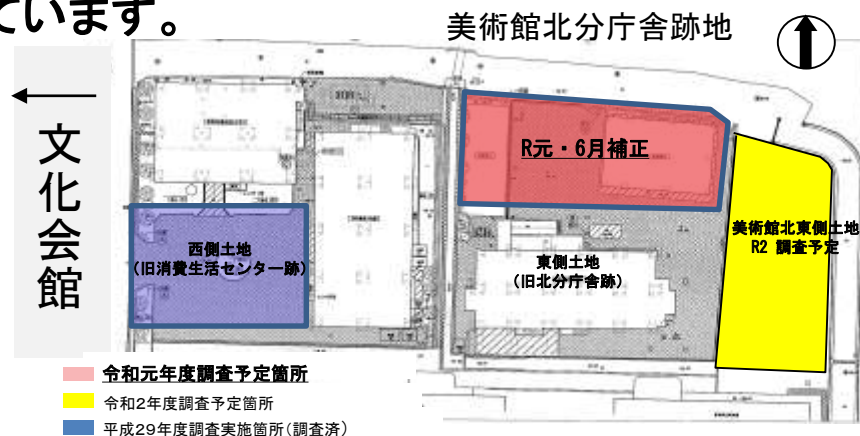 ています。
美術館北分庁舎跡地
文化会館
R元・6月補正
西側土地
(旧消費生活センター跡)
東側土地
(旧北分庁舎跡)
美術館北東側土地
R2 調査予定
令和元年度調査予定箇所
令和2年度調査予定箇所
平成29年度調査実施箇所(調査済)